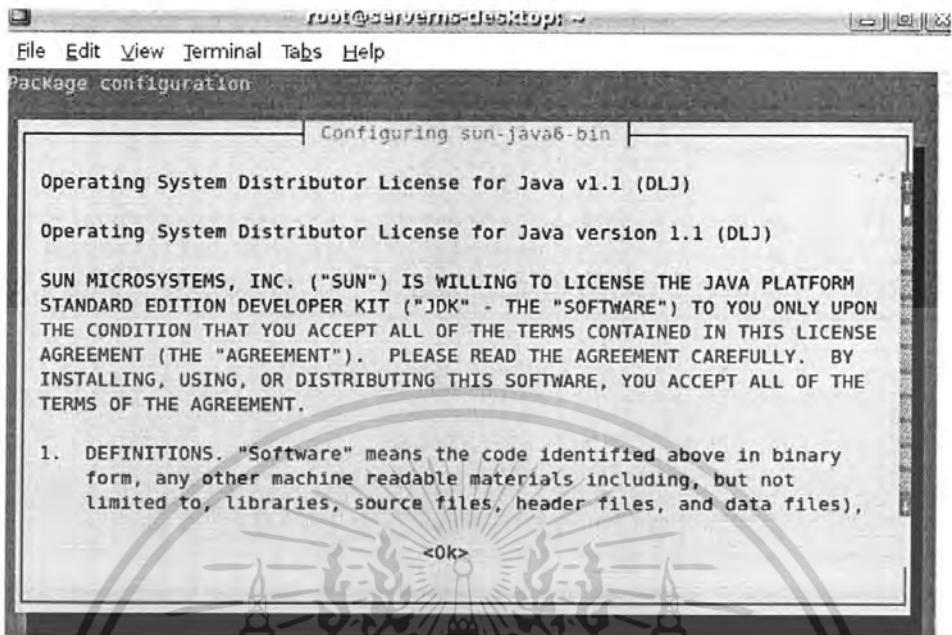 root@serverns-desktop: ~
File Edit View Terminal Tabs Help
Package configuration
Configuring sun-java6-bin
Operating System Distributor License for Java v1.1 (DLJ)
Operating System Distributor License for Java version 1.1 (DLJ)
SUN MICROSYSTEMS, INC. ("SUN") IS WILLING TO LICENSE THE JAVA PLATFORM
STANDARD EDITION DEVELOPER KIT ("JDK" - THE "SOFTWARE") TO YOU ONLY UPON
THE CONDITION THAT YOU ACCEPT ALL OF THE TERMS CONTAINED IN THIS LICENSE
AGREEMENT (THE "AGREEMENT"). PLEASE READ THE AGREEMENT CAREFULLY. BY
INSTALLING, USING, OR DISTRIBUTING THIS SOFTWARE, YOU ACCEPT ALL OF THE
TERMS OF THE AGREEMENT.
1. DEFINITIONS. "Software" means the code identified above in binary
form, any other machine readable materials including, but not
limited to, libraries, source files, header files, and data files),
<Ok>